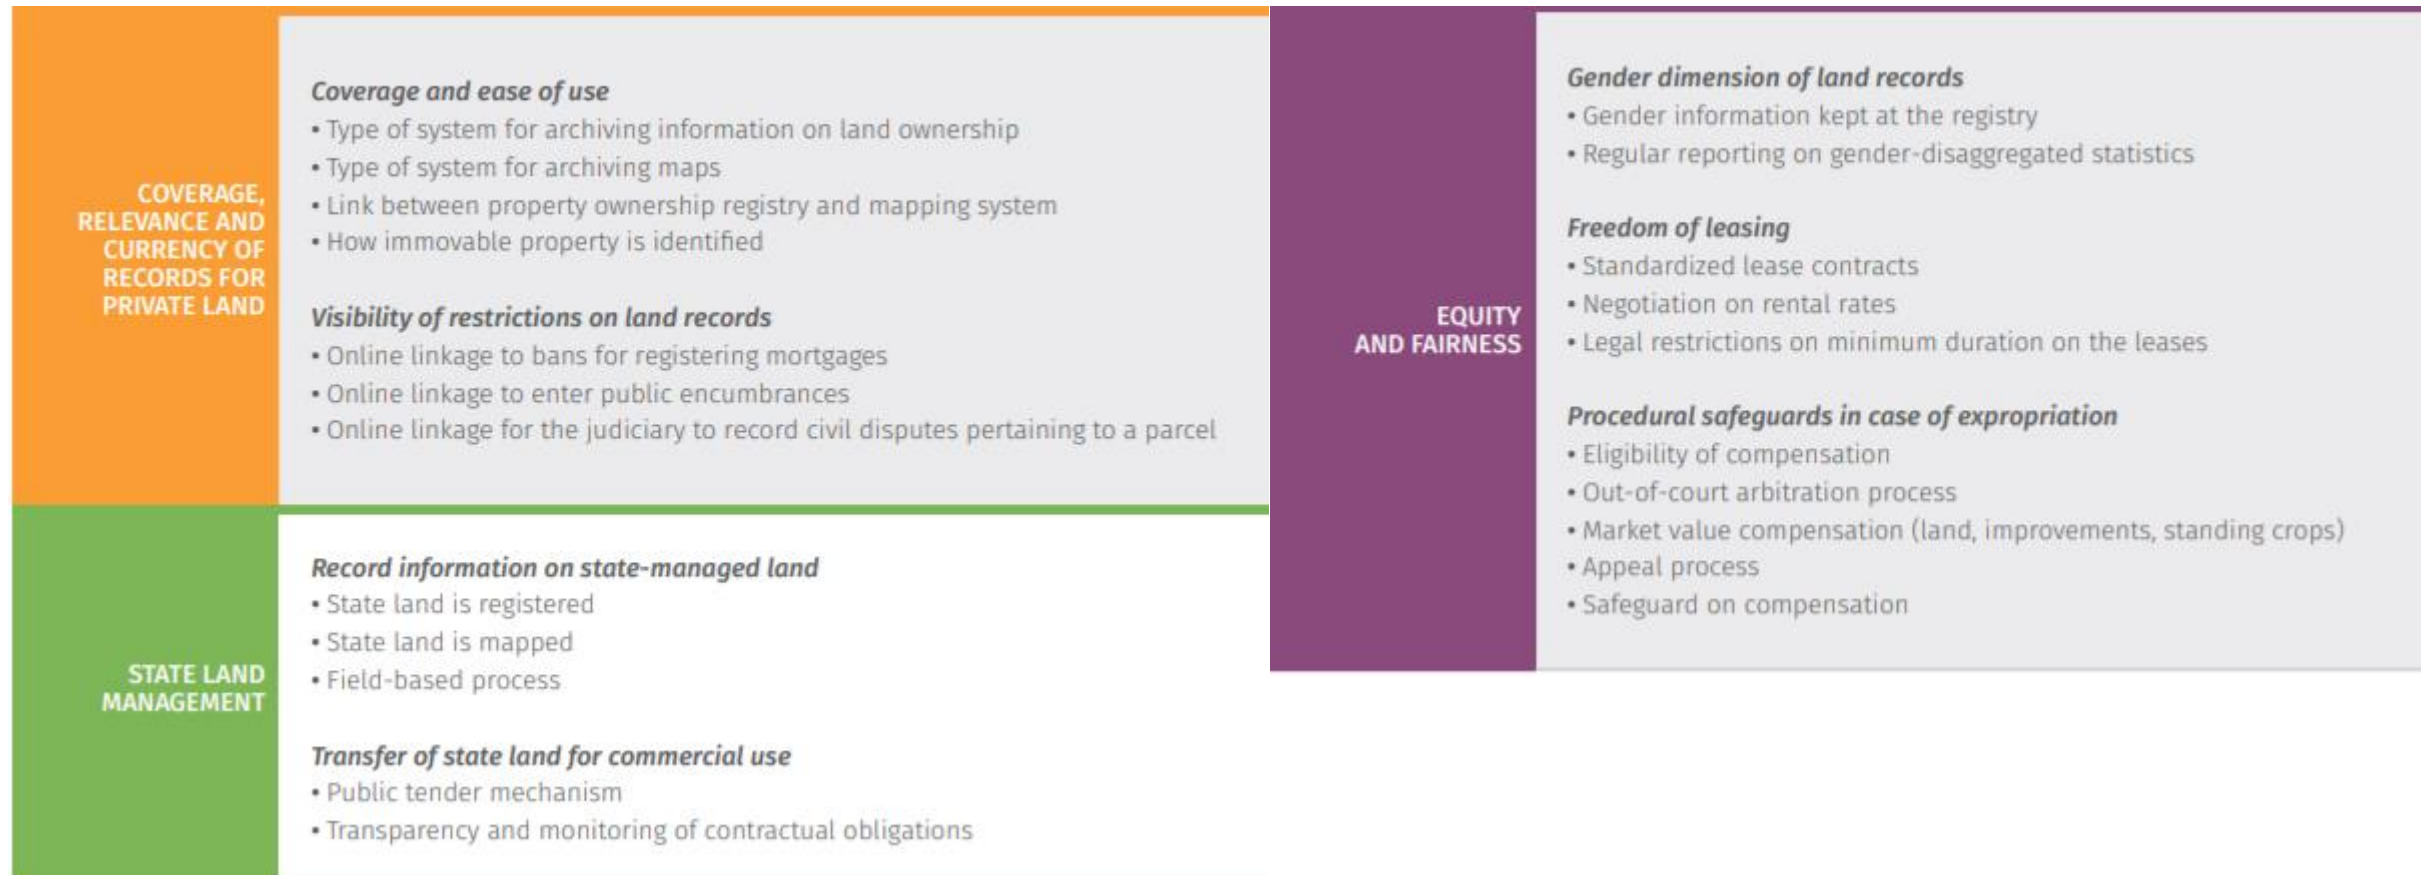 COVERAGE,
RELEVANCE AND
CURRENCY OF
RECORDS FOR
PRIVATE LAND
Coverage and ease of use
• Type of system for archiving information on land ownership
• Type of system for archiving maps
• Link between property ownership registry and mapping system
• How immovable property is identified
Visibility of restrictions on land records
• Online linkage to bans for registering mortgages
• Online linkage to enter public encumbrances
• Online linkage for the judiciary to record civil disputes pertaining to a parcel
STATE LAND
MANAGEMENT
Record information on state-managed land
• State land is registered
• State land is mapped
• Field-based process
Transfer of state land for commercial use
• Public tender mechanism
• Transparency and monitoring of contractual obligations
EQUITY
AND FAIRNESS
Gender dimension of land records
• Gender information kept at the registry
• Regular reporting on gender-disaggregated statistics
Freedom of leasing
• Standardized lease contracts
• Negotiation on rental rates
• Legal restrictions on minimum duration on the leases
Procedural safeguards in case of expropriation
• Eligibility of compensation
• Out-of-court arbitration process
• Market value compensation (land, improvements, standing crops)
• Appeal process
• Safeguard on compensation